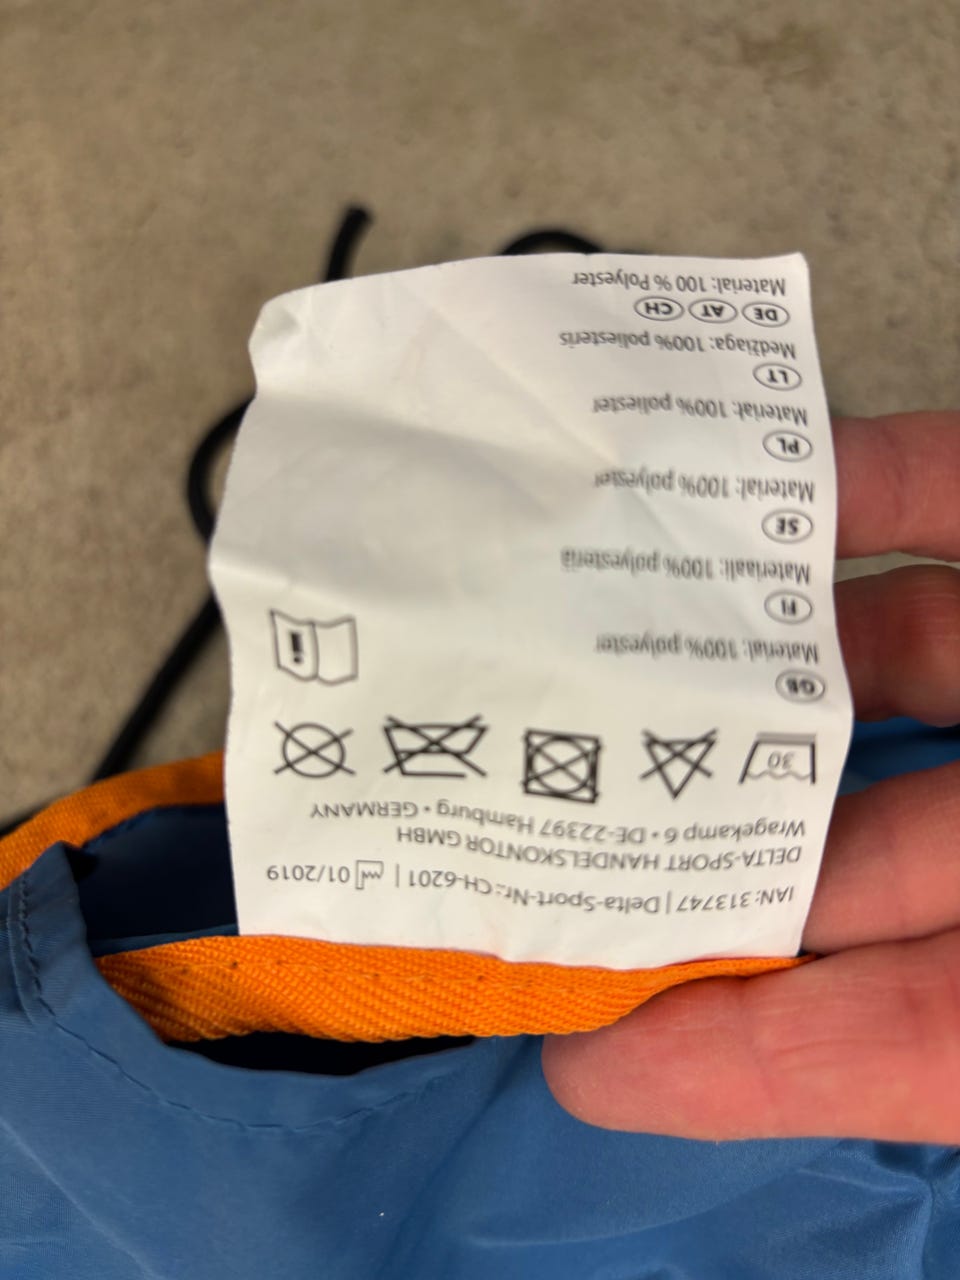 IAN: 313747 | Delta-Sport-Nr.: CH-6201 | 01/2019
DELTA-SPORT HANDELSKONTOR GMBH
Wragekamp 6 • DE-22397 Hamburg • GERMANY
30
GB
Material: 100% polyester
FI
Materiaali: 100% polyesteriä
SE
Material: 100% polyester
PL
Materiał: 100% poliester
LT
Medžiaga: 100% poliesteris
DE AT CH
Material: 100 % Polyester